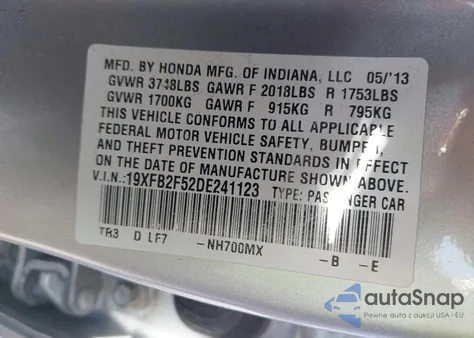 MFD. BY HONDA MFG. OF INDIANA, LLC 05/'13
GVWR 3748LBS GAWR F 2018LBS R 1753LBS
GVWR 1700KG GAWR F 915KG R 795KG
THIS VEHICLE CONFORMS TO ALL APPLICABLE
FEDERAL MOTOR VEHICLE SAFETY, BUMPER,
AND THEFT PREVENTION STANDARDS IN EFFECT
ON THE DATE OF MANUFACTURE SHOWN ABOVE.
V.I.N.:19XFB2F52DE241123 TYPE: PASSENGER CAR
TR3 D LF7 -NH700MX -B -E
autoSnap
Pewne auta z aukcji USA i EU